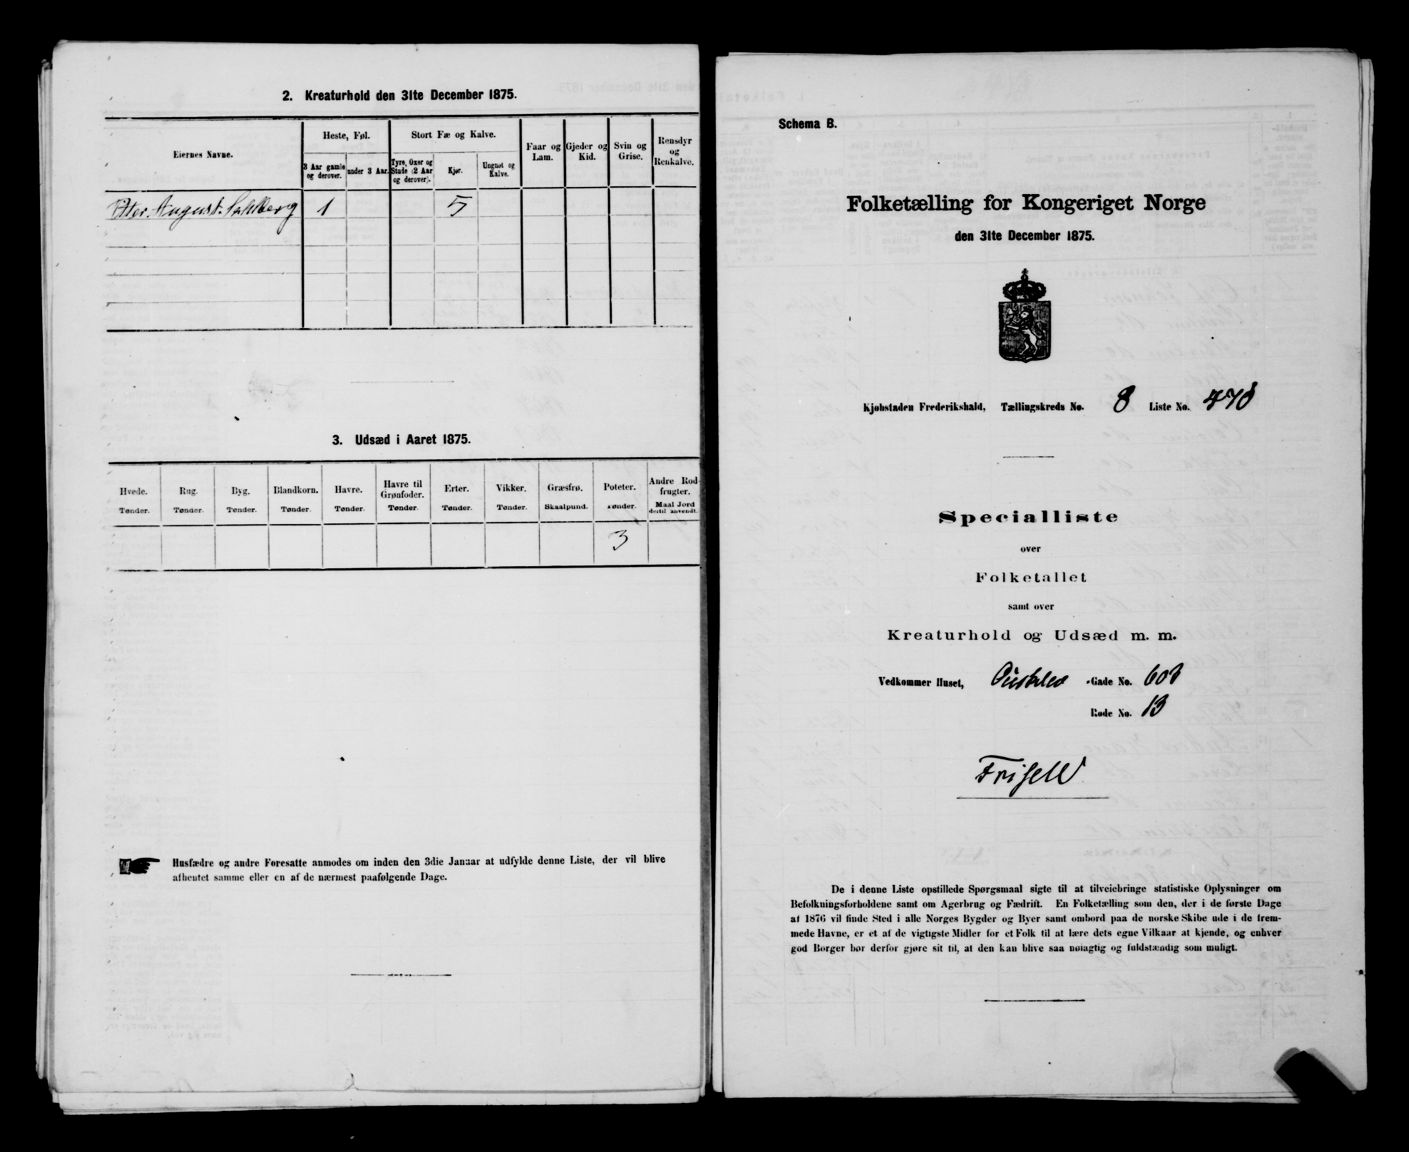 2. Kreaturhold den 31te December 1875.
Eiernes Navne.
Heste, Føl.
Stort Fæ og Kalve.
Faar og Lam.
Gjeder og Kid.
Svin og Grise.
Rensdyr og Renkalve.
3 Aar gamle og derover.
under 3 Aar.
Tyre, Oxer og Stude (2 Aar og derover).
Kjør.
Ungnøt og Kalve.
Peter August 1 5
3. Udsæd i Aaret 1875.
Hvede. Rug. Byg. Blandkorn. Havre. Havre til Grønfoder. Erter. Vikker. Græsfrø. Poteter. Andre Rodfrugter.
Tønder. Tønder. Tønder. Tønder. Tønder. Tønder. Tønder. Tønder. Skaalpund. Tønder. Maal Jord dertil anvendt.
3
Husfædre og andre Foresatte anmodes om inden den 3die Januar at udfylde denne Liste, der vil blive
afhentet samme eller en af de nærmest paafølgende Dage.
Schema B.
Folketælling for Kongeriget Norge
den 31te December 1875.
Kjøbstaden Frederikshald, Tællingskreds No. 8 Liste No. 478
Specialliste
over
Folketallet
samt over
Kreaturhold og Udsæd m. m.
Vedkommer Huset, -Gade No. 603
Rode No. 13
De i denne Liste opstillede Spørgsmaal sigte til at tilveiebringe statistiske Oplysninger om
Befolkningsforholdene samt om Agerbrug og Fædrift. En Folketælling som den, der i de første Dage
af 1876 vil finde Sted i alle Norges Bygder og Byer samt ombord paa de norske Skibe ude i de frem-
mede Havne, er et af de vigtigste Midler for et Folk til at lære dets egne Vilkaar at kjende, og enhver
god Borger bør derfor gjøre sit til, at den kan blive saa nøiagtig og fuldstændig som muligt.